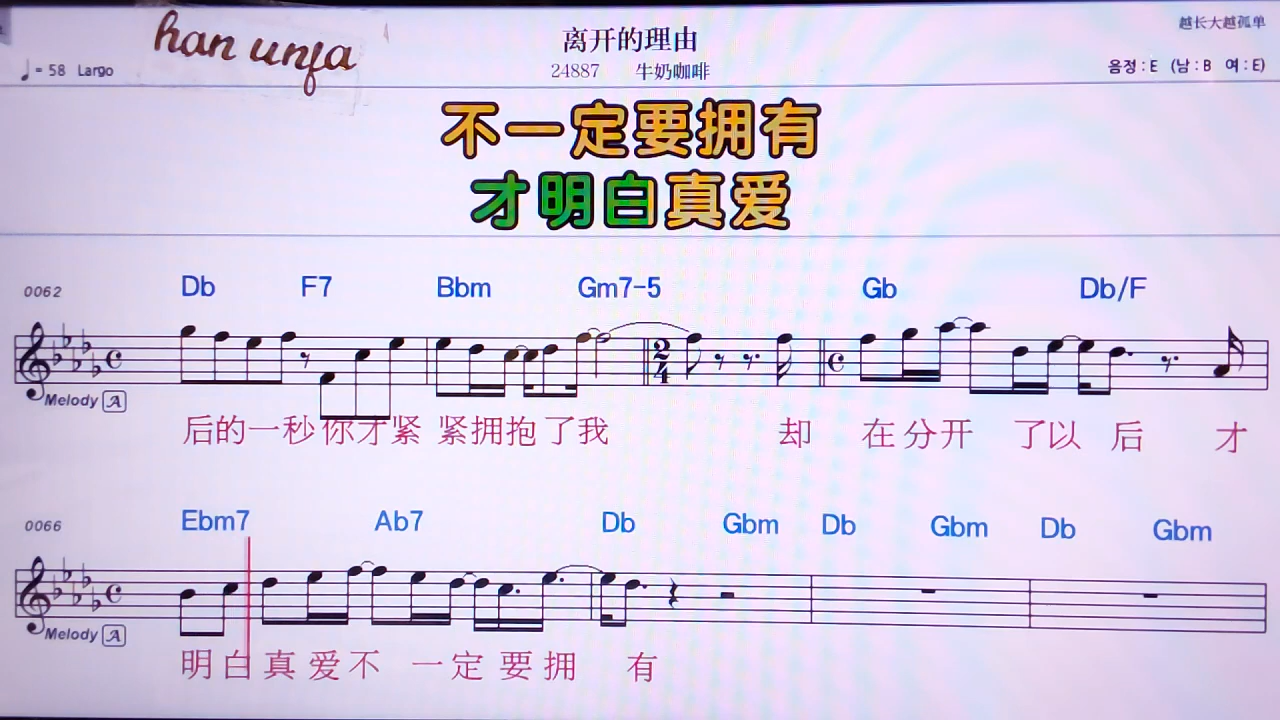 han unfa
离开的理由
越长大越孤单
♩= 58 Largo
24887 牛奶咖啡
음정 : E (남 : B 여 : E)
不一定要拥有
才明白真爱
0062 Db F7 Bbm Gm7-5 Gb Db/F
2/4
Melody A
后的一秒你才紧 紧拥抱了我 却 在分开 了以 后 才
0066 Ebm7 Ab7 Db Gbm Db Gbm Db Gbm
Melody A
明白真 爱不 一定 要拥 有